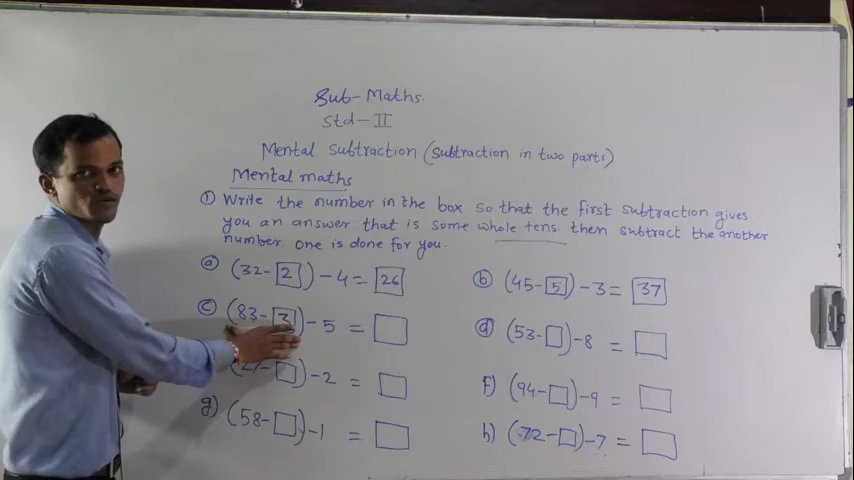 Sub-Maths.
Std-II
Mental subtraction (subtraction in two parts)
Mental maths
① Write the number in the box so that the first subtraction gives
you an answer that is some whole tens. then subtract the another
number. one is done for you.
ⓐ (32-2)-4=26
ⓑ (45-5)-3=37
ⓒ (83-3)-5=
ⓓ (53-□)-8=□
-□)-2=□
f) (94-□)-9=□
g) (58-□)-1=□
h) (72-□)-7=□